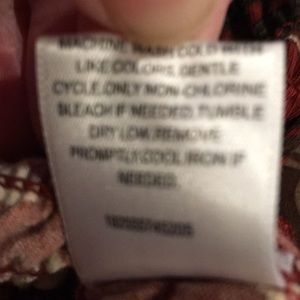 MACHINE WASH COLD WITH
LIKE COLORS, GENTLE
CYCLE, ONLY NON-CHLORINE
BLEACH IF NEEDED, TUMBLE
DRY LOW, REMOVE
PROMPTLY, COOL IRON IF
NEEDED.